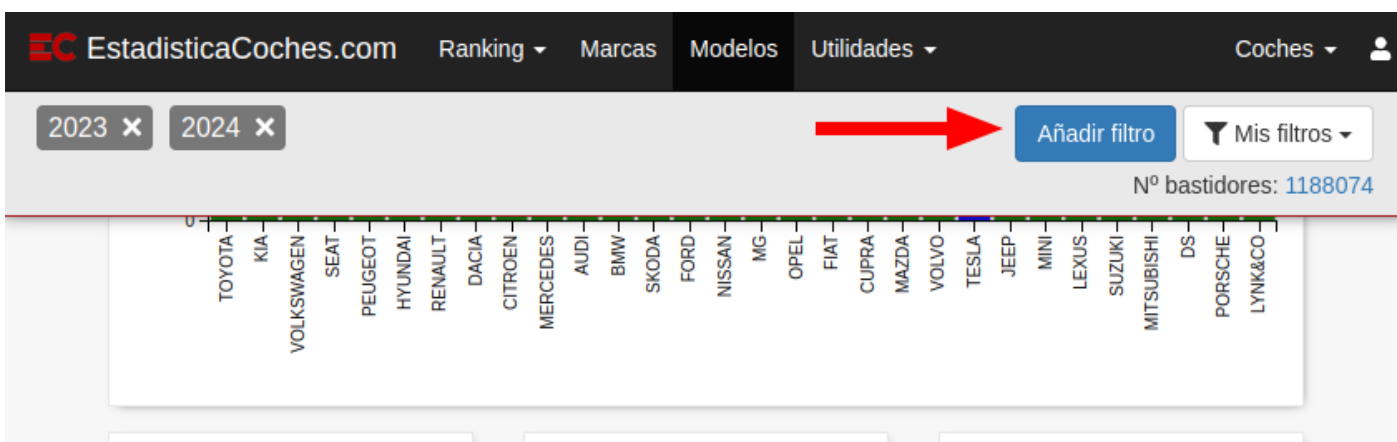 EC EstadisticaCoches.com Ranking Marcas Modelos Utilidades Coches
2023 × 2024 × Añadir filtro Mis filtros
Nº bastidores: 1188074
0
TOYOTA
KIA
VOLKSWAGEN
SEAT
PEUGEOT
HYUNDAI
RENAULT
DACIA
CITROEN
MERCEDES
AUDI
BMW
SKODA
FORD
NISSAN
MG
OPEL
FIAT
CUPRA
MAZDA
VOLVO
TESLA
JEEP
MINI
LEXUS
SUZUKI
MITSUBISHI
DS
PORSCHE
LYNK&CO